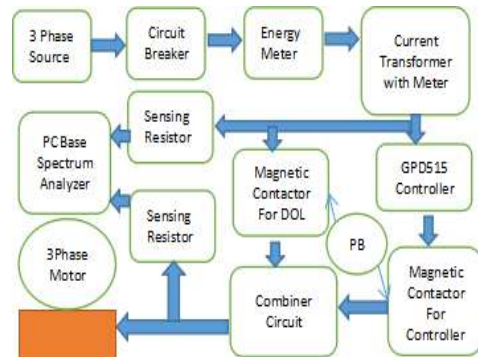 3 Phase
Source
Circuit
Breaker
Energy
Meter
Current
Transformer
with Meter
Sensing
Resistor
PC Base
Spectrum
Analyzer
Magnetic
Contactor
For DOL
GPD515
Controller
Sensing
Resistor
PB
3Phase
Motor
Combiner
Circuit
Magnetic
Contactor
For
Controller